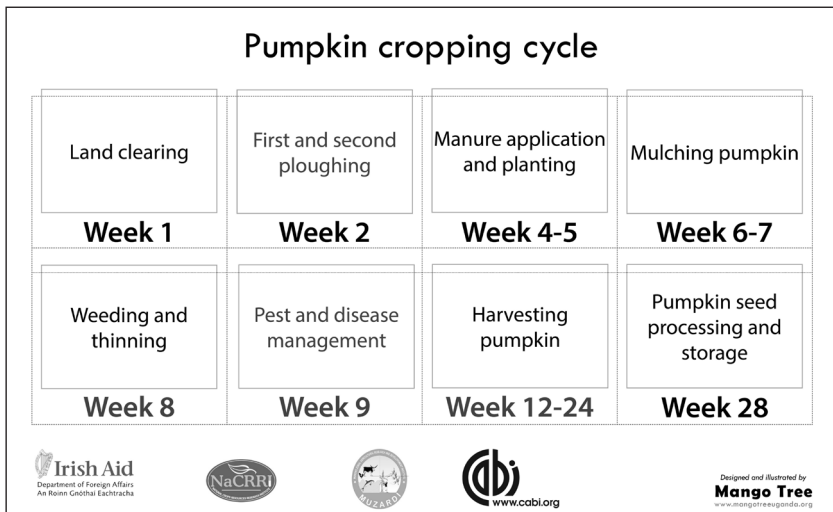 Pumpkin cropping cycle
Land clearing
Week 1
First and second
ploughing
Week 2
Manure application
and planting
Week 4-5
Mulching pumpkin
Week 6-7
Weeding and
thinning
Week 8
Pest and disease
management
Week 9
Harvesting
pumpkin
Week 12-24
Pumpkin seed
processing and
storage
Week 28
Irish Aid
Department of Foreign Affairs
An Roinn Gnóthaí Eachtracha
NaCRRI
MUZARDI
cabi
www.cabi.org
Designed and illustrated by
Mango Tree
www.mangotreeuganda.org